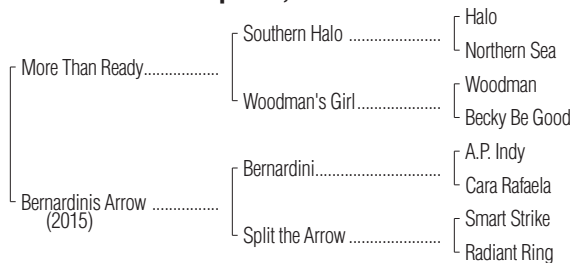 Halo
Southern Halo ....................
Northern Sea
More Than Ready................
Woodman
Woodman's Girl..................
Becky Be Good
A.P. Indy
Bernardini...........................
Cara Rafaela
Bernardinis Arrow ..............
(2015)
Smart Strike
Split the Arrow ...................
Radiant Ring